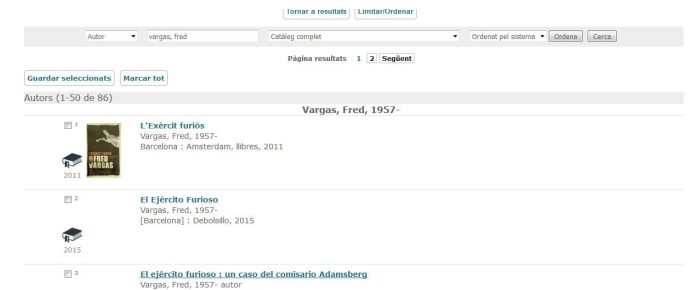 Tornar a resultats Limitar/Ordenar
Autor vargas, fred Catàleg complet Ordenat pel sistema Ordena Cerca
Pàgina resultats 1 2 Següent
Guardar seleccionats Marcar tot
Autors (1-50 de 86)
Vargas, Fred, 1957-
1
L'Exèrcit furiós
Vargas, Fred, 1957-
Barcelona : Amsterdam, llibres, 2011
FRED
VARGAS
2011
2
El Ejército Furioso
Vargas, Fred, 1957-
[Barcelona] : Debolsillo, 2015
2015
3
El ejército furioso : un caso del comisario Adamsberg
Vargas, Fred, 1957- autor